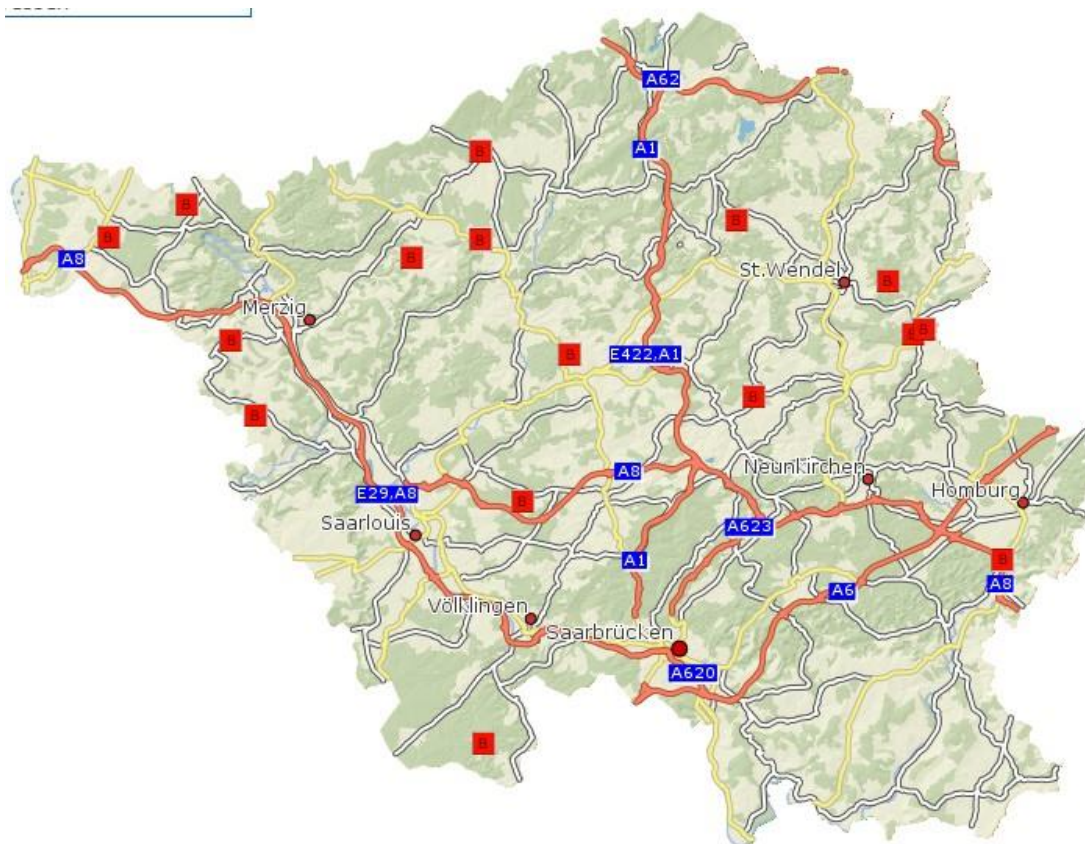 A62
A1
B
B
B
St.Wendel
B
B
A8
B
B
Merzig
B
B
B
E422,A1
B
B
B
Neunkirchen
A8
Homburg
E29,A8
B
Saarlouis
A623
A1
B
A8
A6
Völklingen
Saarbrücken
A620
B